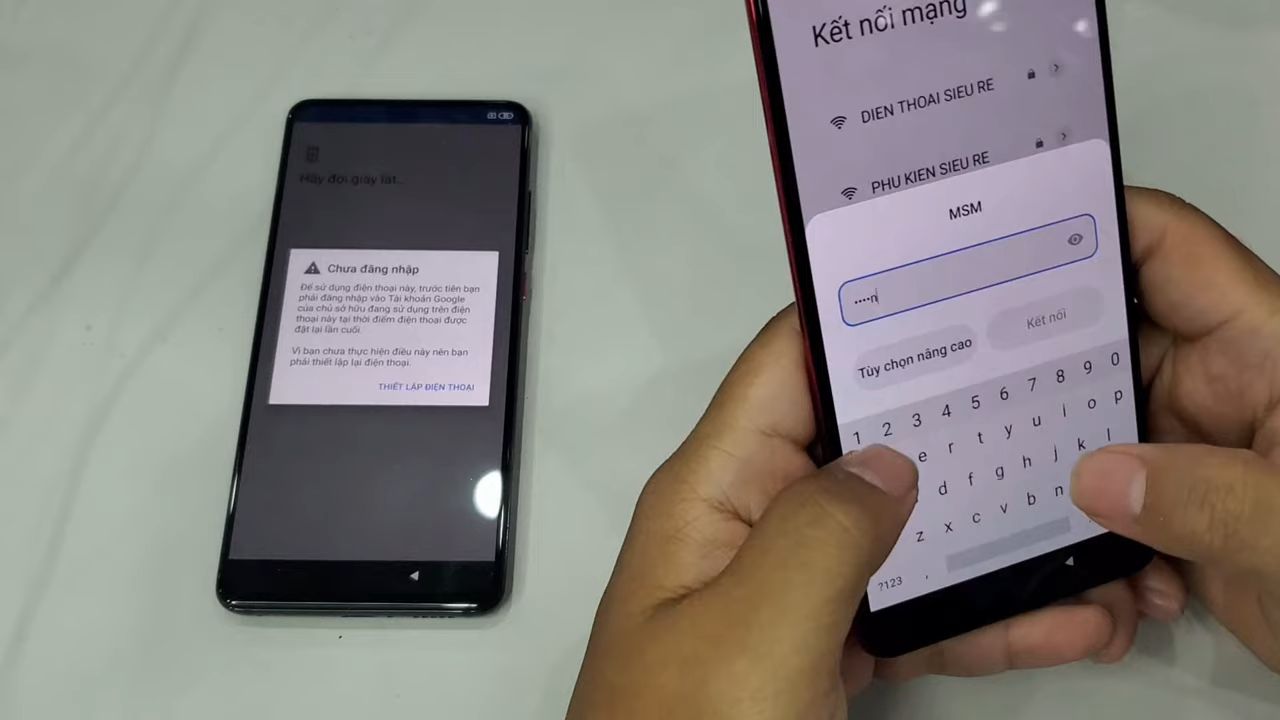 Hãy đợi giây lát...
Chưa đăng nhập
Để sử dụng điện thoại này, trước tiên bạn
phải đăng nhập vào Tài khoản Google
của chủ sở hữu đang sử dụng trên điện
thoại này tại thời điểm điện thoại được
đặt lại lần cuối.
Vì bạn chưa thực hiện điều này nên bạn
phải thiết lập lại điện thoại.
THIẾT LẬP ĐIỆN THOẠI
Kết nối mạng
DIEN THOAI SIEU RE
PHU KIEN SIEU RE
MSM
••••n
Tùy chọn nâng cao
Kết nối
1 2 3 4 5 6 7 8 9 0
e r t y u i o p
d f g h j k l
z x c v b n
?123 ,